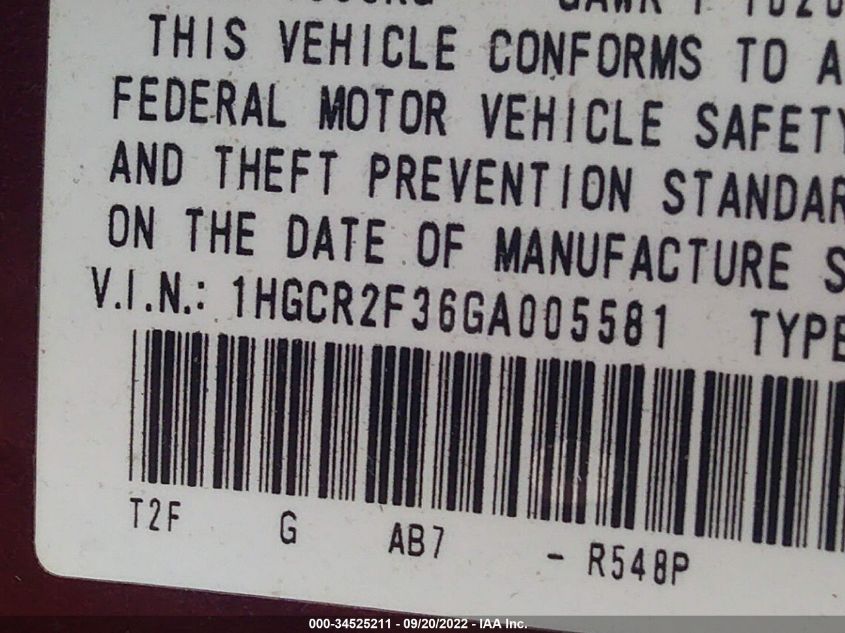 THIS VEHICLE CONFORMS TO A
FEDERAL MOTOR VEHICLE SAFETY
AND THEFT PREVENTION STANDAR
ON THE DATE OF MANUFACTURE S
V.I.N.: 1HGCR2F36GA005581 TYPE
T2F G AB7 - R548P
000-34525211 - 09/20/2022 - IAA Inc.